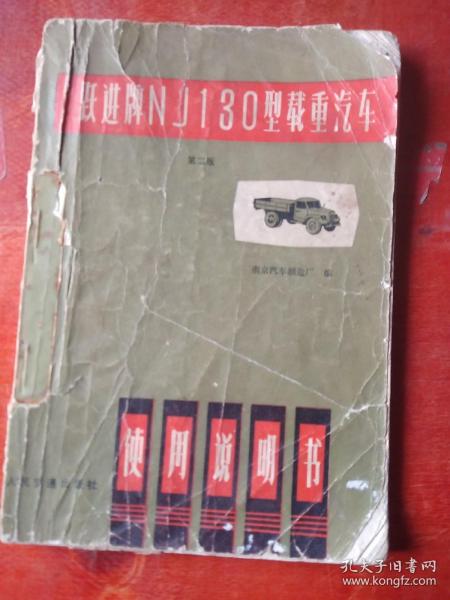 跃进牌NJ130型载重汽车
第二版
南京汽车制造厂 编
使用说明书
人民交通出版社
孔夫子旧书网
www.kongfz.com